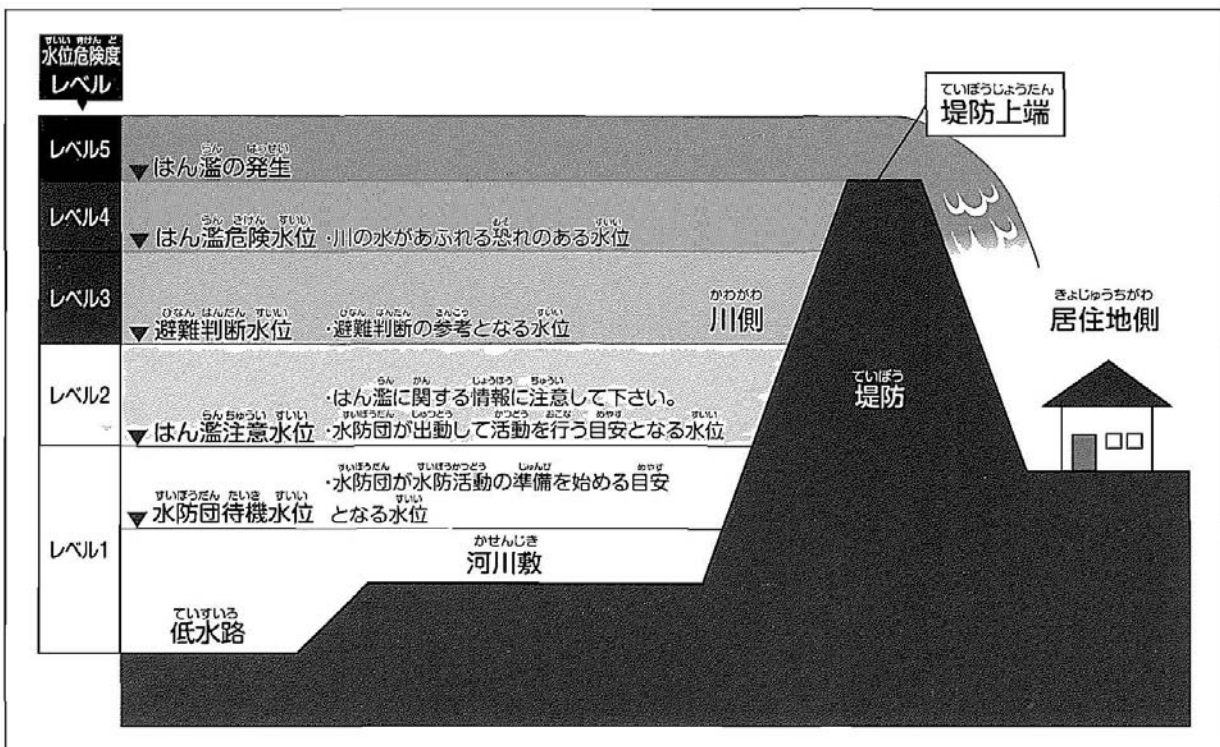 水位危険度
レベル
堤防上端
レベル5
▼はん濫の発生
レベル4
▼はん濫危険水位 ・川の水があふれる恐れのある水位
レベル3
▼避難判断水位 ・避難判断の参考となる水位
川側
居住地側
レベル2
・はん濫に関する情報に注意して下さい。
▼はん濫注意水位 ・水防団が出動して活動を行う目安となる水位
堤防
・水防団が水防活動の準備を始める目安
▼水防団待機水位 となる水位
レベル1
河川敷
低水路